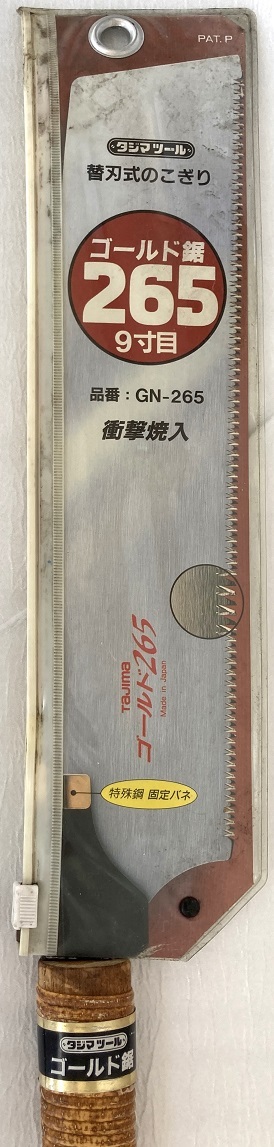 PAT. P
タジマツール
替刃式のこぎり
ゴールド鋸
265
9寸目
品番：GN-265
衝撃焼入
TaJima
ゴールド265
Made in Japan
特殊鋼 固定バネ
タジマツール
ゴールド鋸